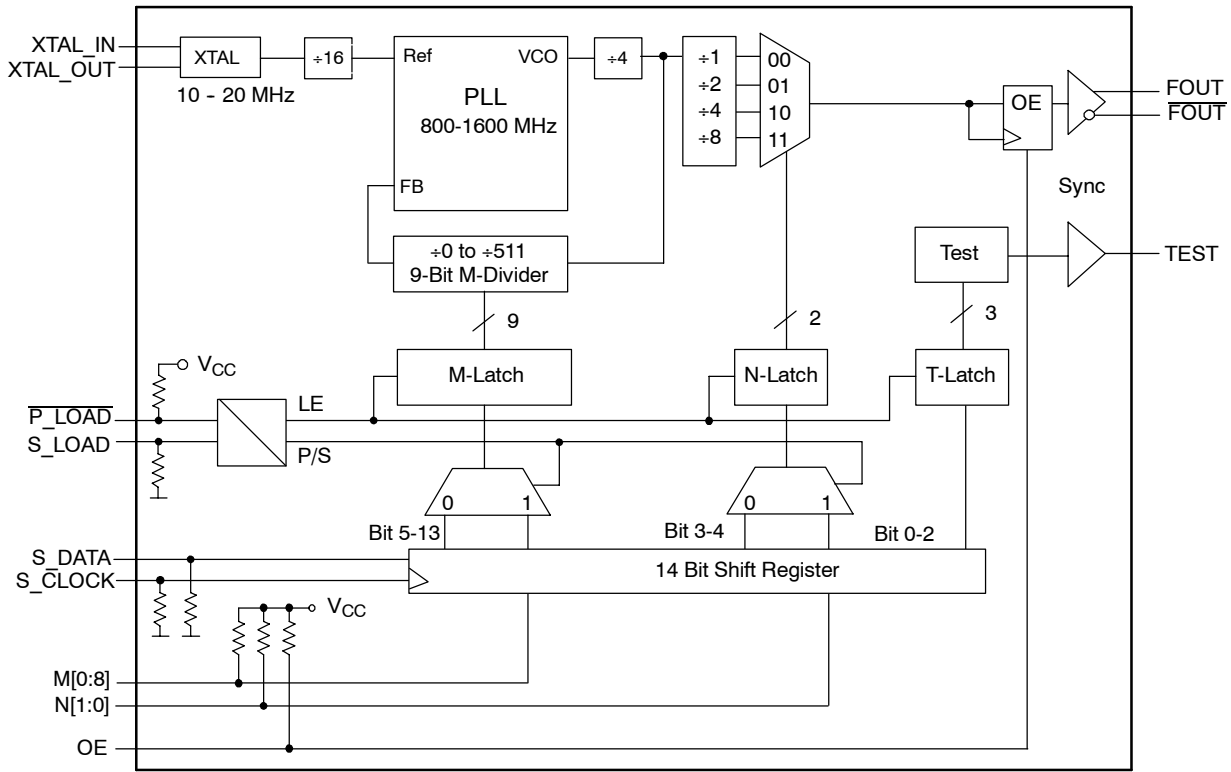 XTAL_IN
XTAL_OUT
XTAL
10 - 20 MHz
÷16
Ref
VCO
PLL
800-1600 MHz
FB
÷4
÷1
÷2
÷4
÷8
00
01
10
11
OE
FOUT
FOUT
Sync
÷0 to ÷511
9-Bit M-Divider
Test
TEST
9
2
3
VCC
M-Latch
N-Latch
T-Latch
P_LOAD
S_LOAD
LE
P/S
0 1
0 1
Bit 5-13
Bit 3-4
Bit 0-2
S_DATA
S_CLOCK
14 Bit Shift Register
VCC
M[0:8]
N[1:0]
OE